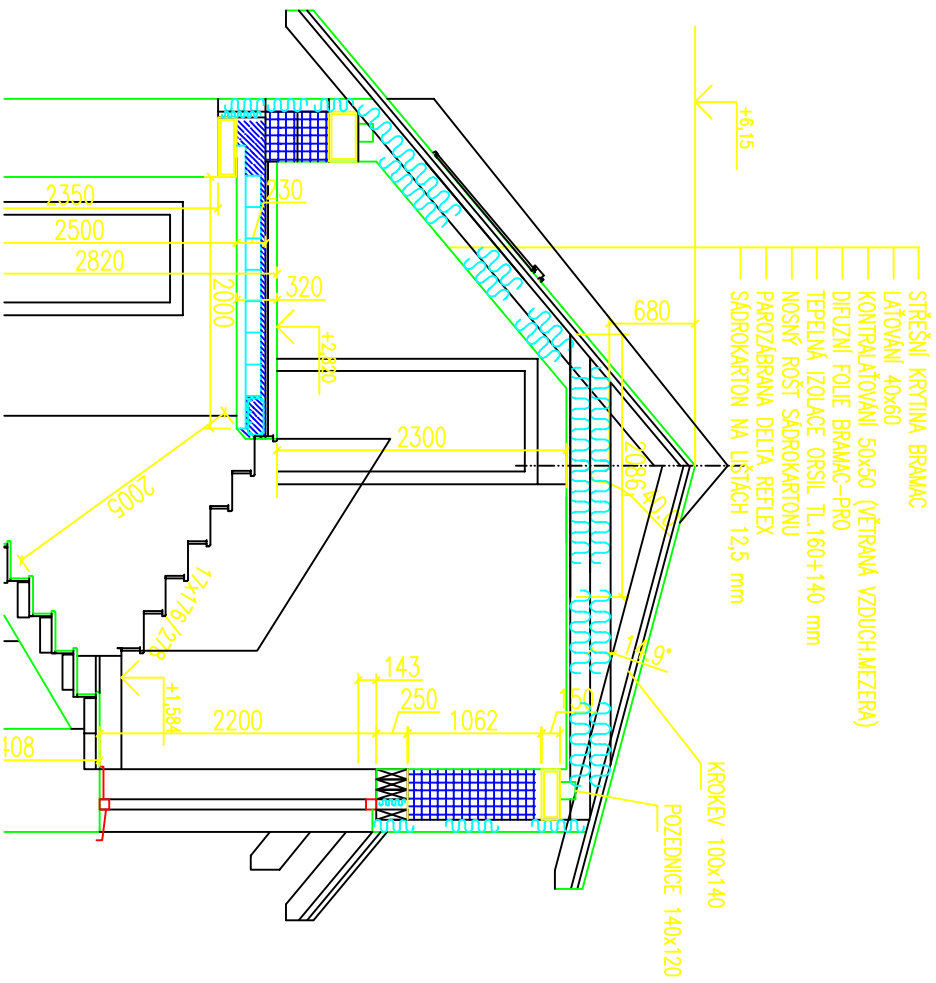 STŘEŠNÍ KRYTINA BRAMAC
LAŤOVÁNÍ 40x60
KONTRALAŤOVÁNÍ 50x50 (VĚTRANÁ VZDUCH.MEZERA)
DIFUZNÍ FOLIE BRAMAC-PRO
TEPELNÁ IZOLACE ORSIL TL.160+140 mm
NOSNÝ ROŠT SÁDROKARTONU
PAROZÁBRANA DELTA REFLEX
SÁDROKARTON NA LIŠTÁCH 12,5 mm
+6,15
680
2350
230
2500
2820
2000
320
+2,820
2300
2086
2005
17x176/278
+1,584
143
250
1062
150
2200
408
KROKEV 100x140
POZEDNICE 140x120